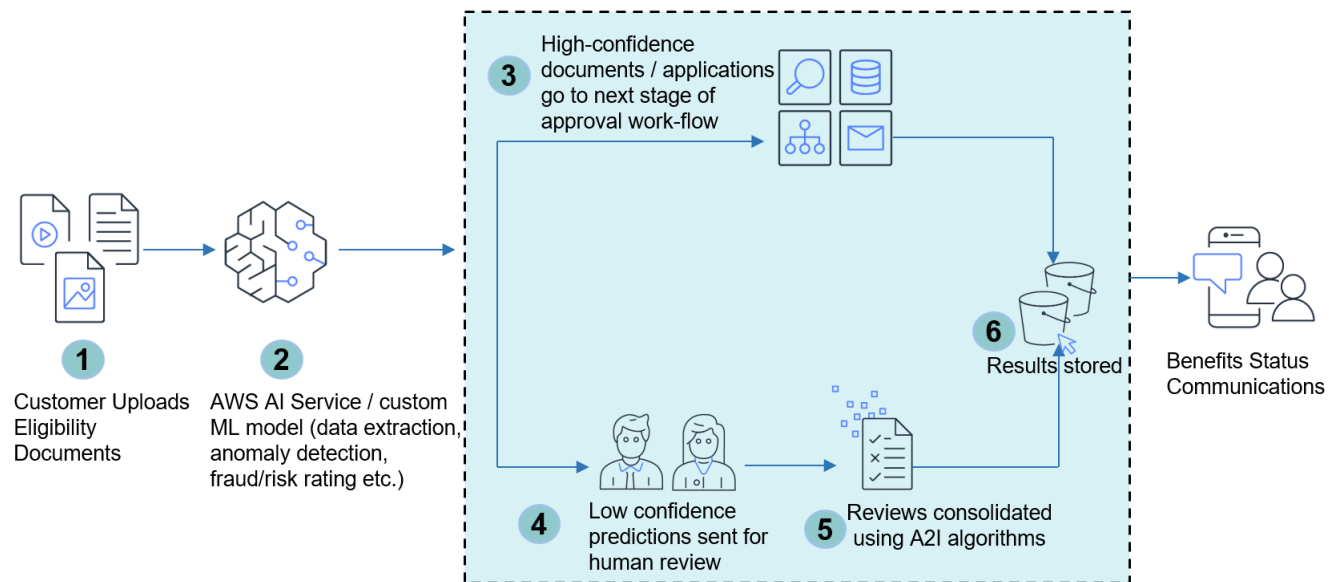 1
Customer Uploads
Eligibility
Documents
2
AWS AI Service / custom
ML model (data extraction,
anomaly detection,
fraud/risk rating etc.)
3
High-confidence
documents / applications
go to next stage of
approval work-flow
4
Low confidence
predictions sent for
human review
5
Reviews consolidated
using A2I algorithms
6
Results stored
Benefits Status
Communications